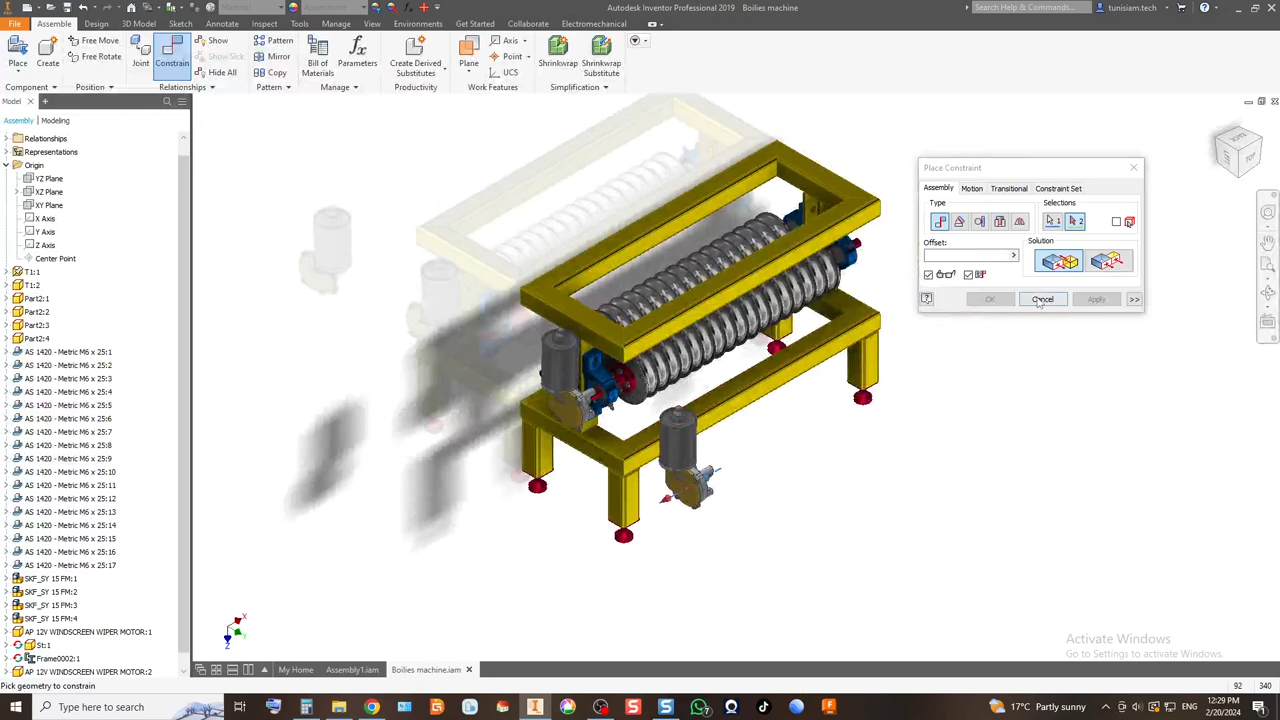 Material
Appearance
Autodesk Inventor Professional 2019 Boilies machine
Search Help & Commands...
tunisiam.tech
File Assemble Design 3D Model Sketch Annotate Inspect Tools Manage View Environments Get Started Collaborate Electromechanical
Place
Create
Free Move
Free Rotate
Joint
Constrain
Show
Show Sick
Hide All
Pattern
Mirror
Copy
Bill of Materials
Parameters
Create Derived Substitutes
Plane
Axis
Point
UCS
Shrinkwrap
Shrinkwrap Substitute
Component Position Relationships Pattern Manage Productivity Work Features Simplification
Model
Assembly Modeling
Relationships
Representations
Origin
YZ Plane
XZ Plane
XY Plane
X Axis
Y Axis
Z Axis
Center Point
T1:1
T1:2
Part2:1
Part2:2
Part2:3
Part2:4
AS 1420 - Metric M6 x 25:1
AS 1420 - Metric M6 x 25:2
AS 1420 - Metric M6 x 25:3
AS 1420 - Metric M6 x 25:4
AS 1420 - Metric M6 x 25:5
AS 1420 - Metric M6 x 25:6
AS 1420 - Metric M6 x 25:7
AS 1420 - Metric M6 x 25:8
AS 1420 - Metric M6 x 25:9
AS 1420 - Metric M6 x 25:10
AS 1420 - Metric M6 x 25:11
AS 1420 - Metric M6 x 25:12
AS 1420 - Metric M6 x 25:13
AS 1420 - Metric M6 x 25:14
AS 1420 - Metric M6 x 25:15
AS 1420 - Metric M6 x 25:16
AS 1420 - Metric M6 x 25:17
SKF_SY 15 FM:1
SKF_SY 15 FM:2
SKF_SY 15 FM:3
SKF_SY 15 FM:4
AP 12V WINDSCREEN WIPER MOTOR:1
St:1
Frame0002:1
AP 12V WINDSCREEN WIPER MOTOR:2
Place Constraint
Assembly Motion Transitional Constraint Set
Type
Selections
1
2
Offset:
Solution
OK
Cancel
Apply
>>
TOP
X
Y
Z
Activate Windows
Go to Settings to activate Windows.
My Home Assembly1.iam Boilies machine.iam
Pick geometry to constrain
92 340
Type here to search
17°C Partly sunny
12:29 PM
2/20/2024